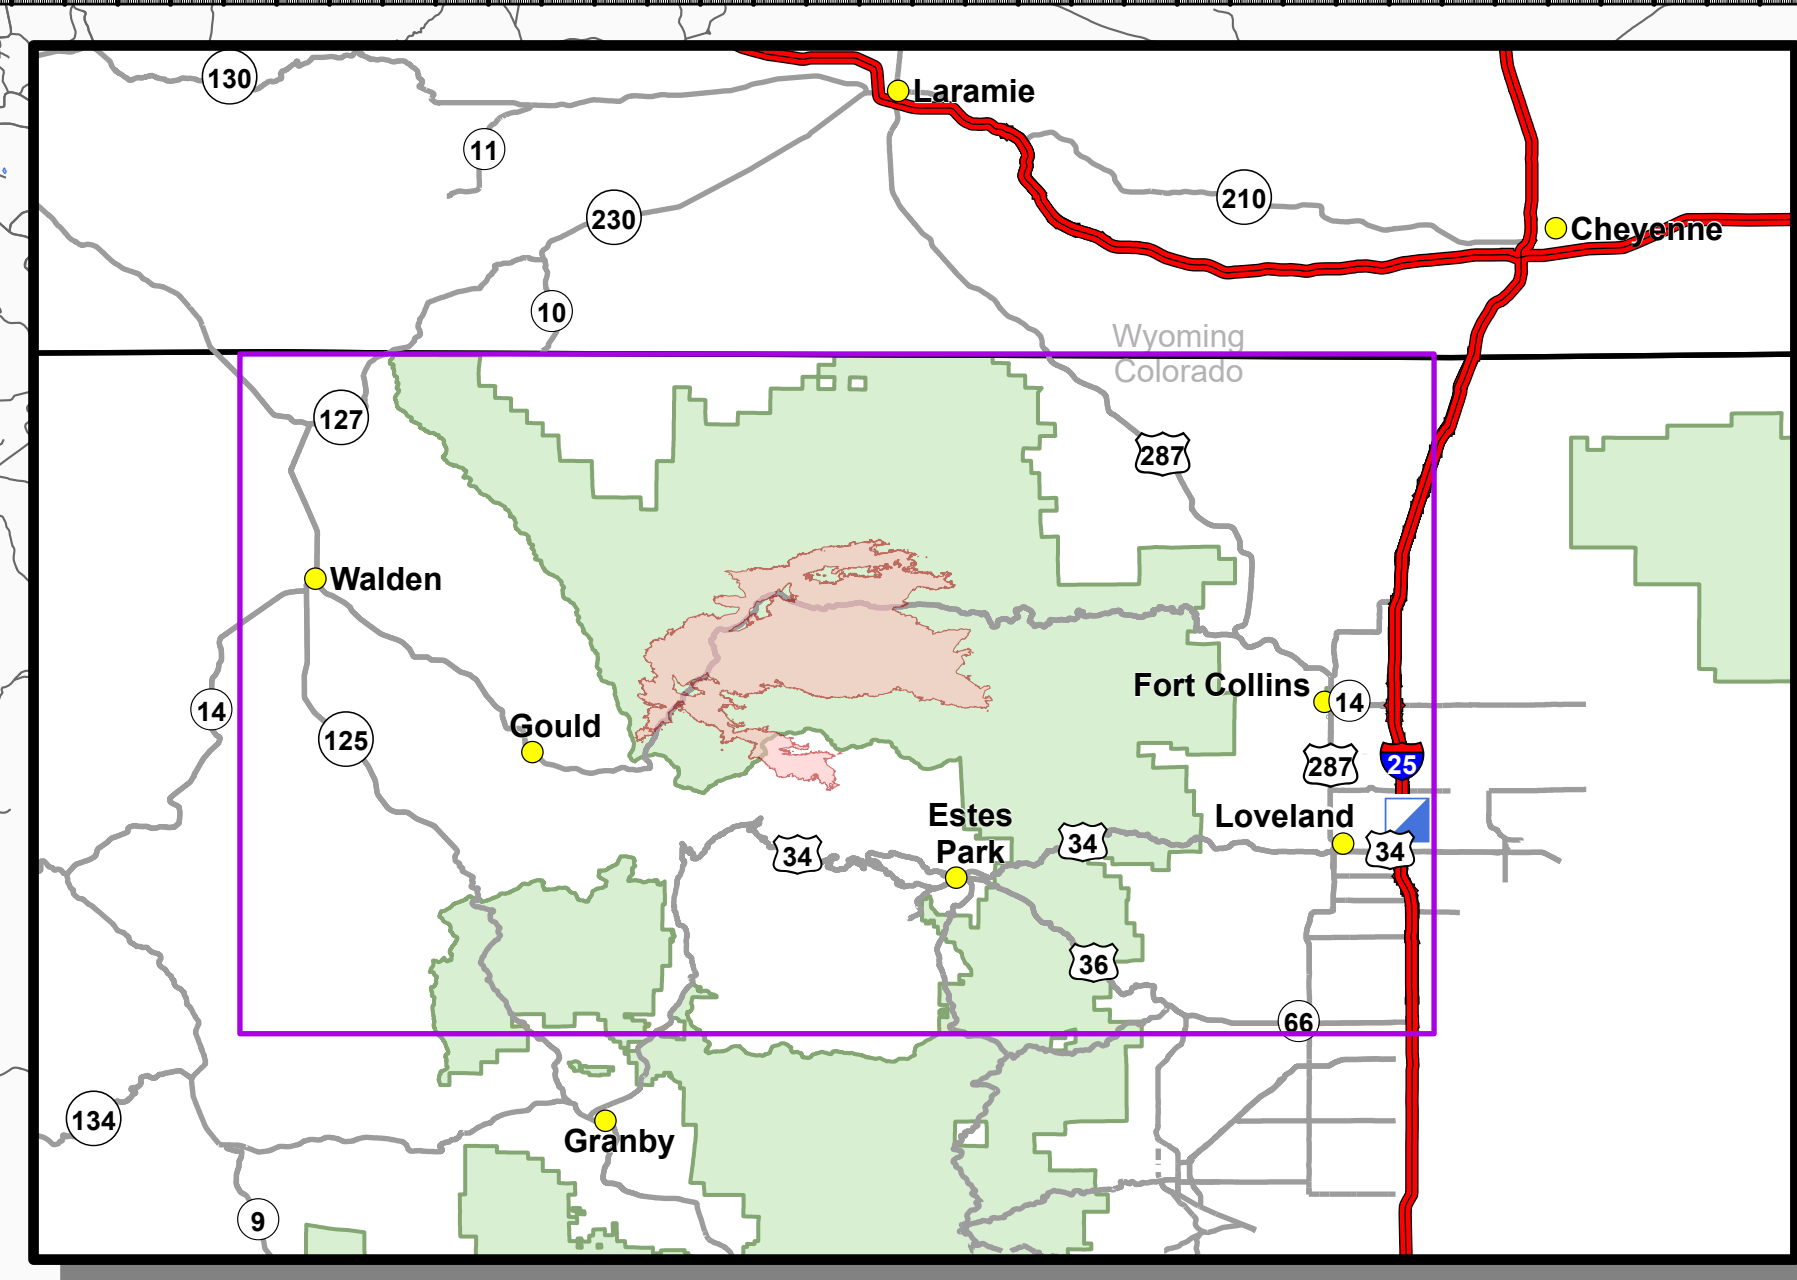 130
Laramie
11
210
230
Cheyenne
10
Wyoming
Colorado
127
287
Walden
Fort Collins
14
14
Gould
125
287
25
Estes
Park
Loveland
34
34
34
36
66
134
Granby
9